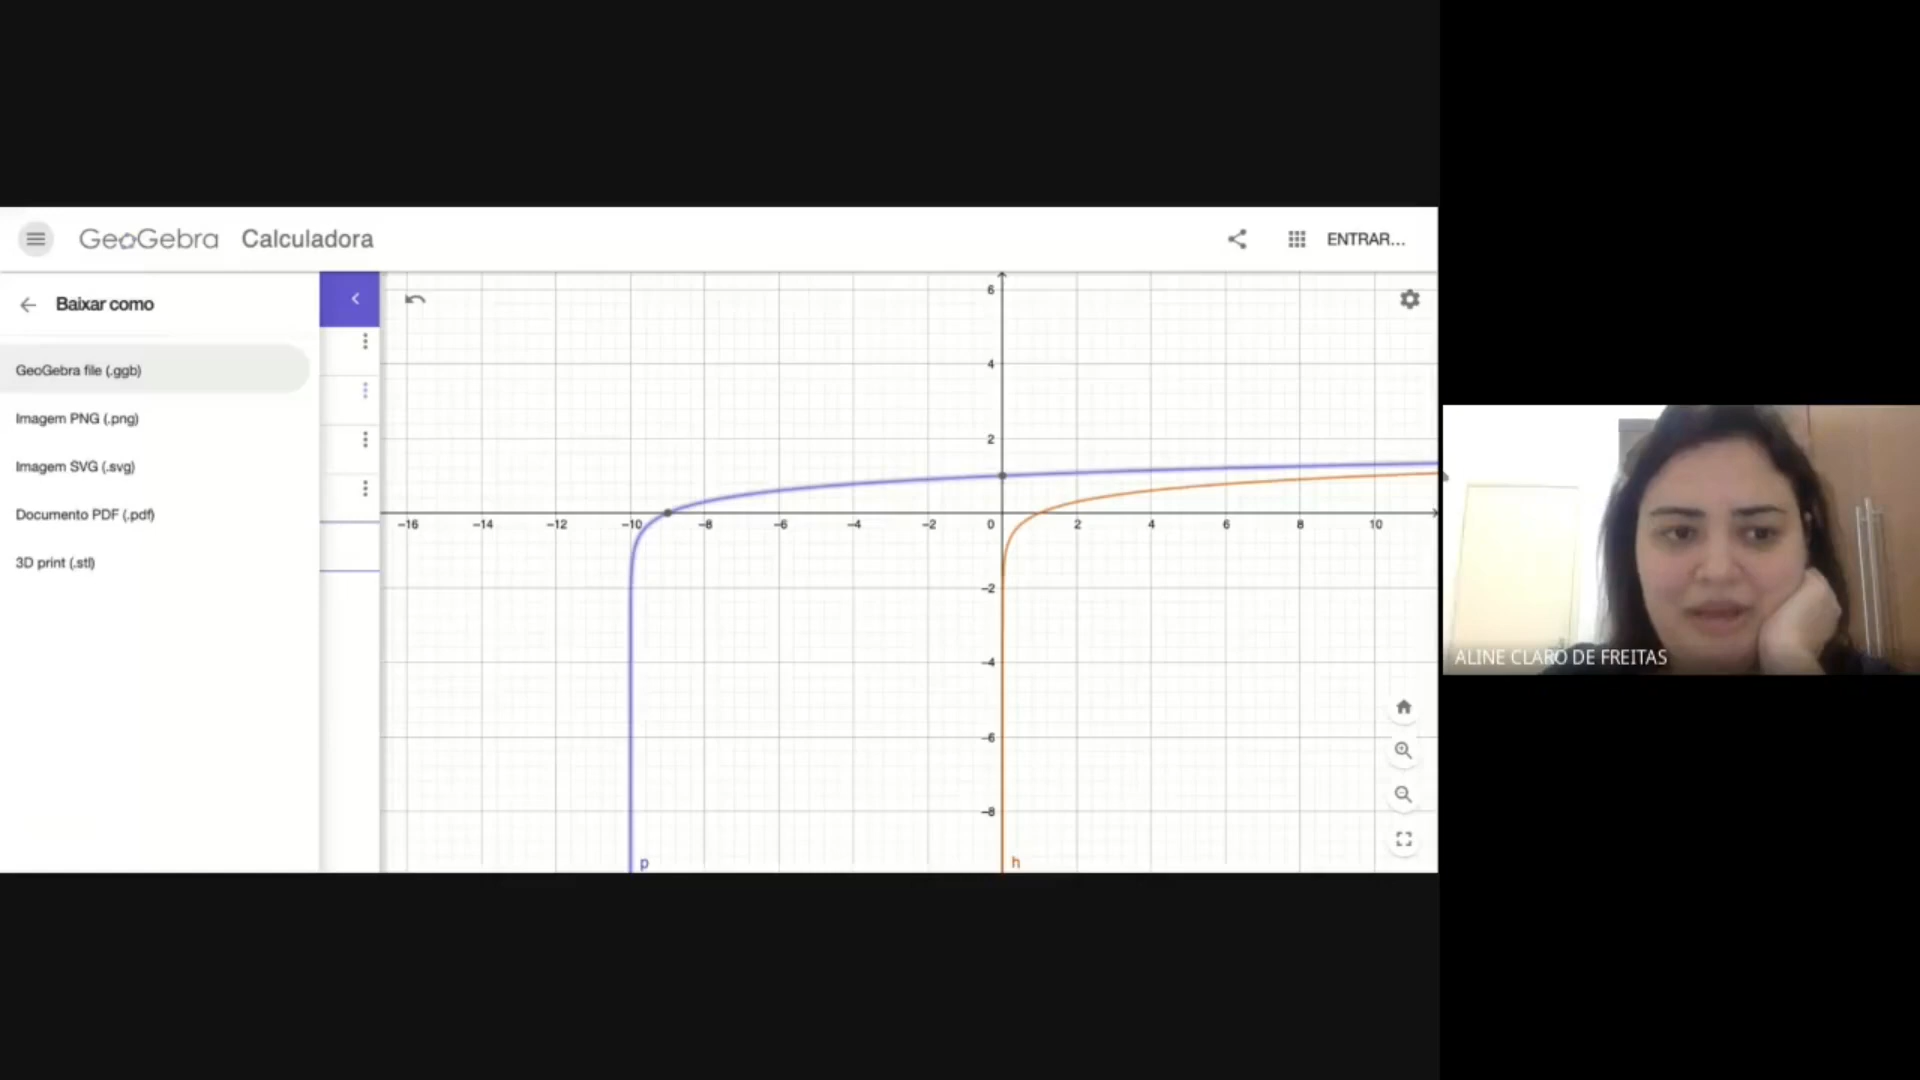 GeoGebra Calculadora
ENTRAR...
Baixar como
GeoGebra file (.ggb)
Imagem PNG (.png)
Imagem SVG (.svg)
Documento PDF (.pdf)
3D print (.stl)
6
4
2
−16 −14 −12 −10 −8 −6 −4 −2 0 2 4 6 8 10
−2
−4
−6
−8
p h
ALINE CLARO DE FREITAS